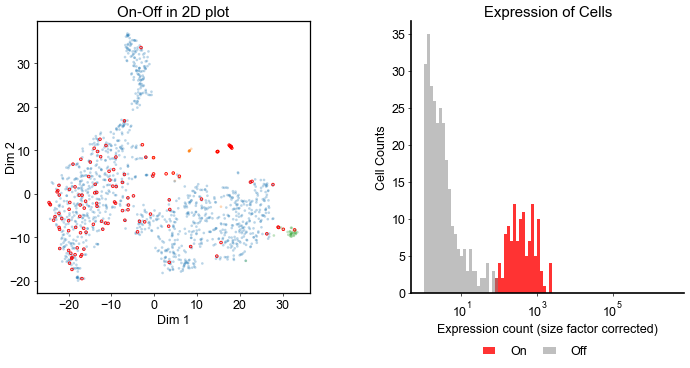 On-Off in 2D plot
30
20
10
0
−10
−20
Dim 2
−20 −10 0 10 20 30
Dim 1
Expression of Cells
35
30
25
20
15
10
5
0
Cell Counts
10^1 10^3 10^5
Expression count (size factor corrected)
On Off